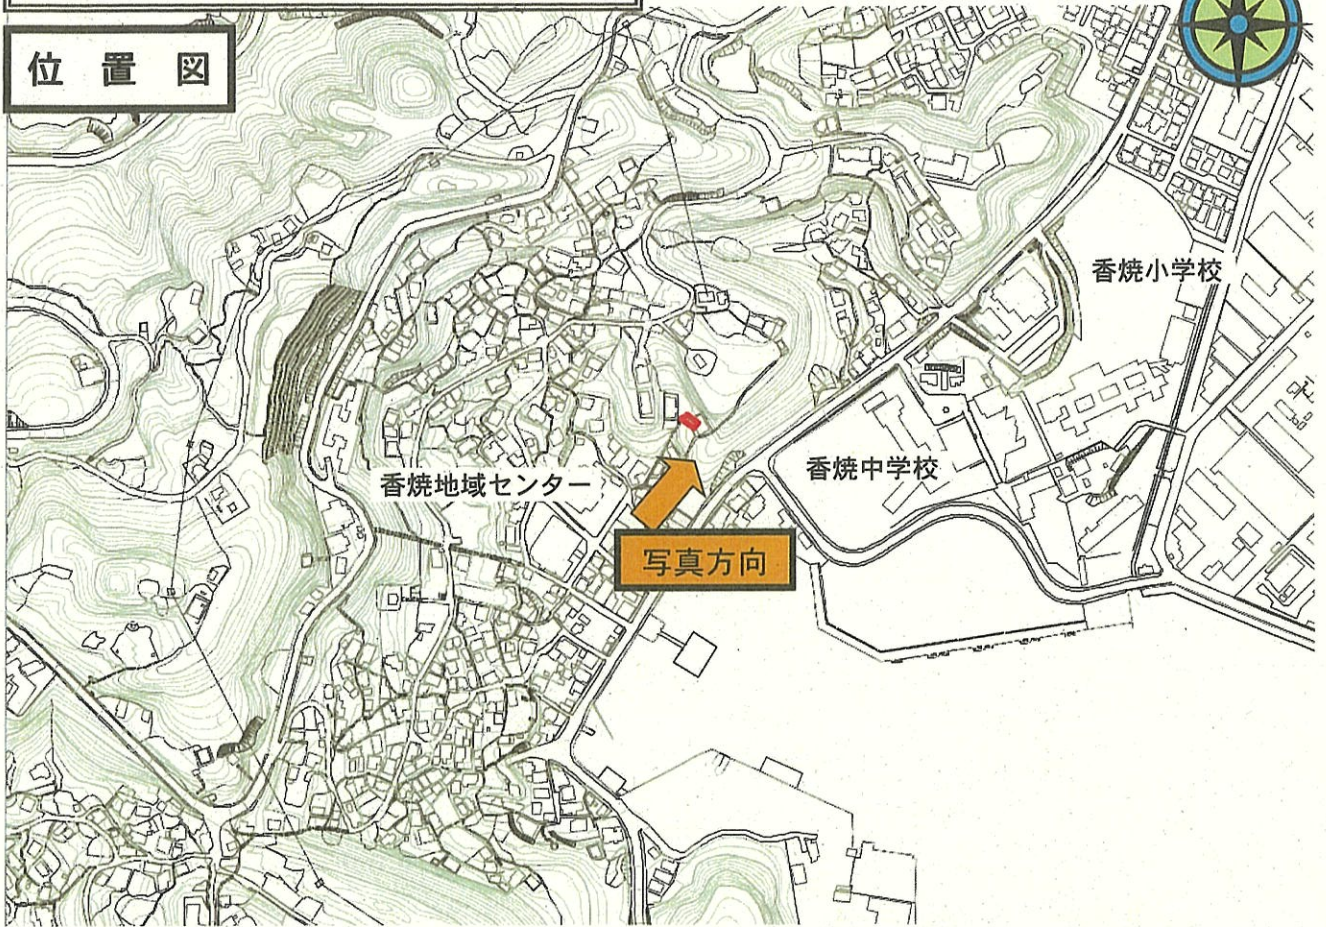 位置図
香焼小学校
香焼中学校
香焼地域センター
写真方向